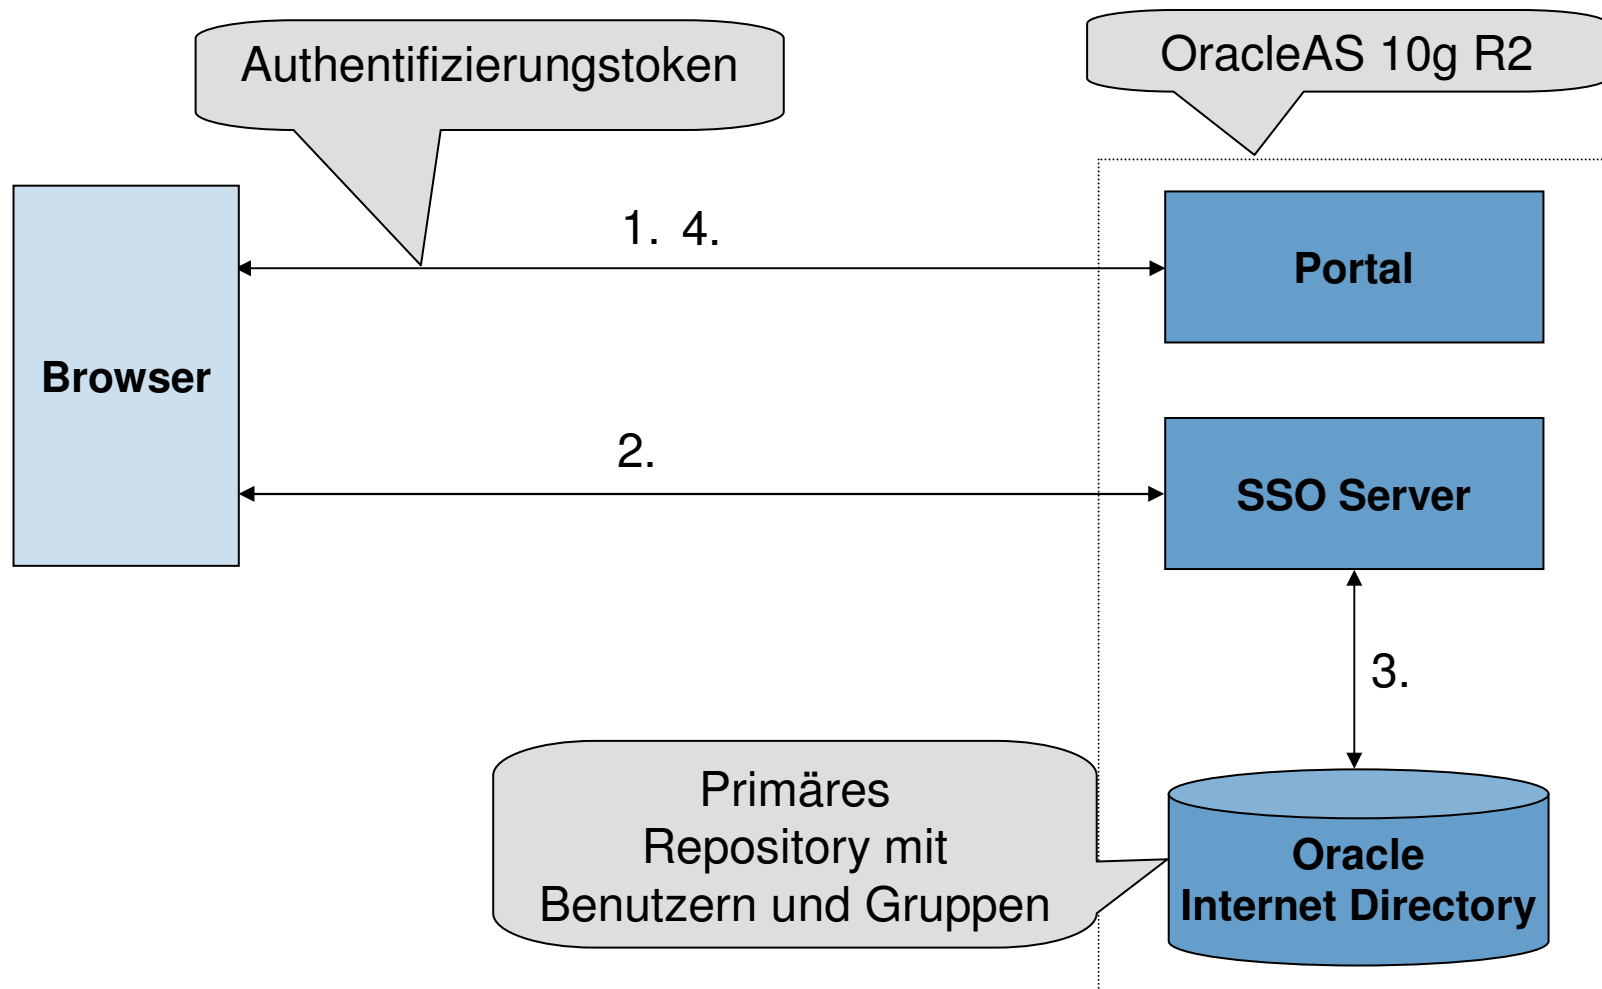 Authentifizierungstoken
OracleAS 10g R2
1. 4.
Portal
Browser
2.
SSO Server
3.
Primäres
Repository mit
Benutzern und Gruppen
Oracle
Internet Directory